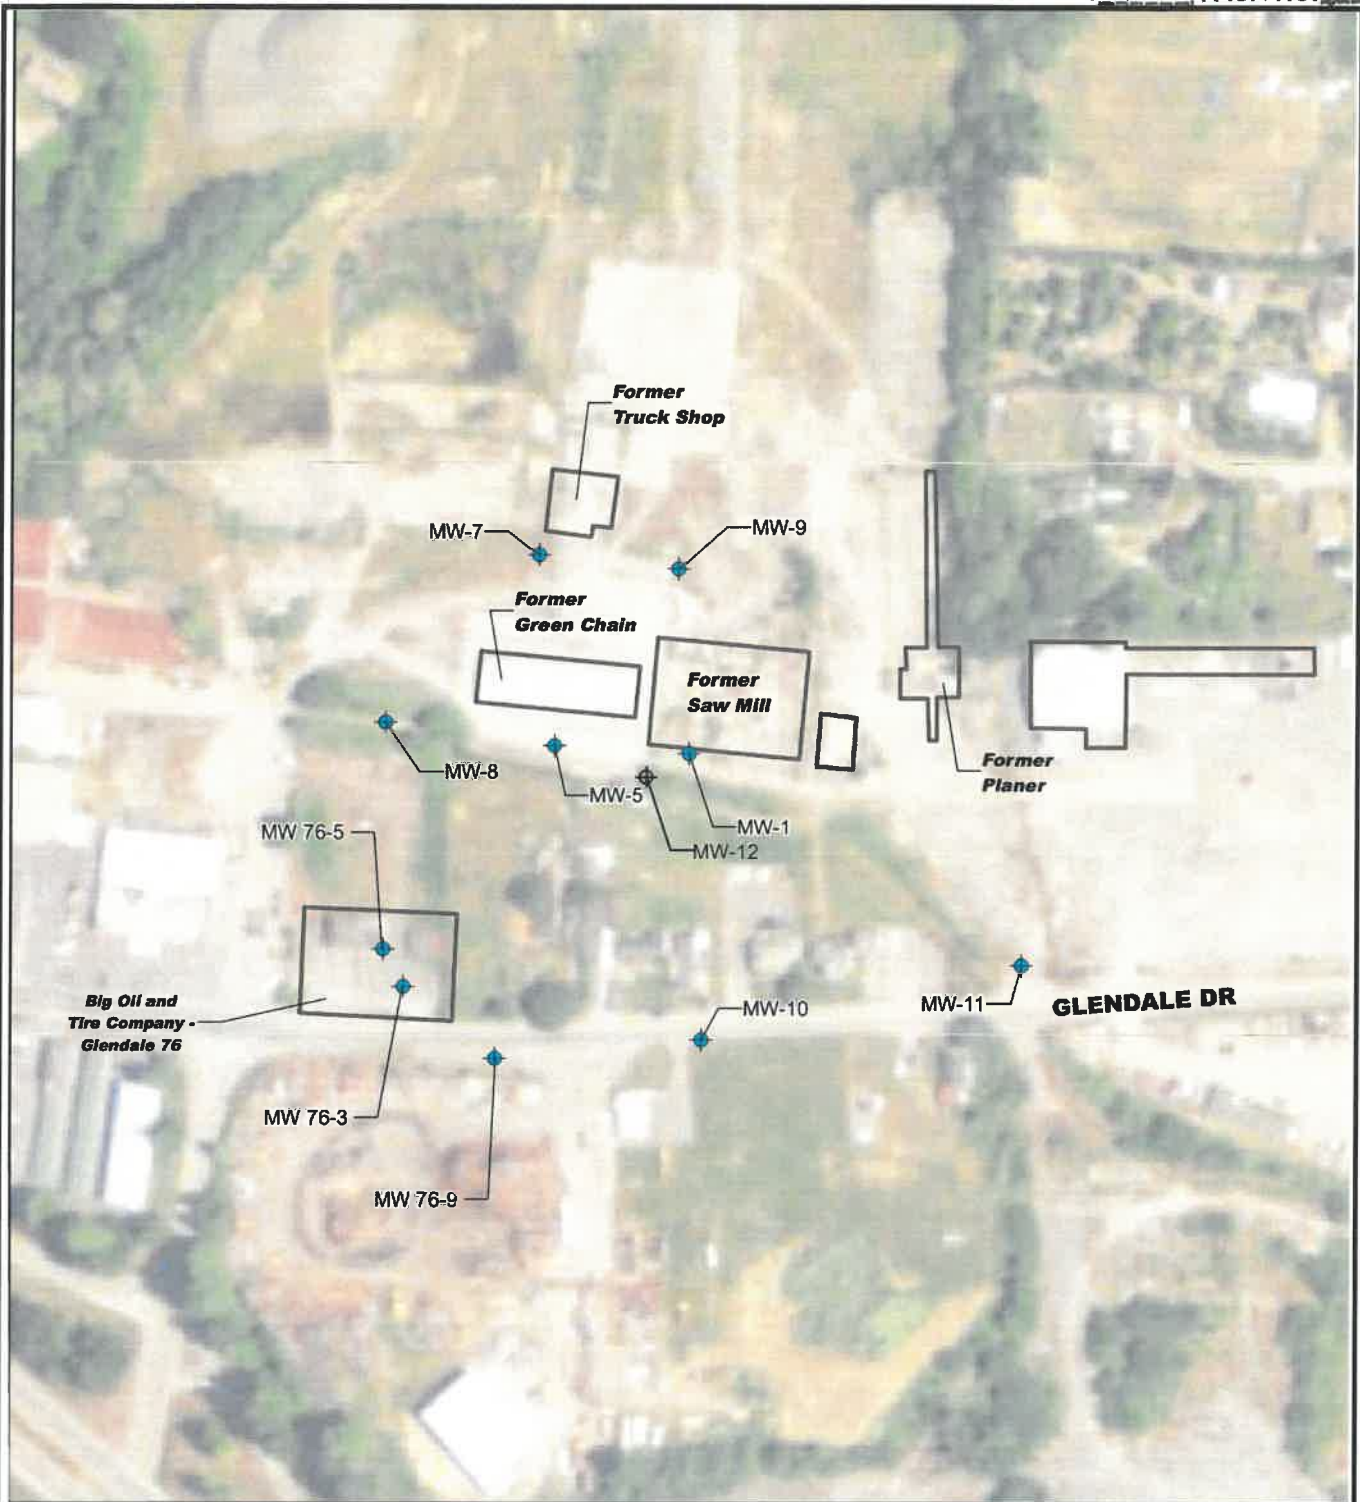 Former
Truck Shop
MW-7
MW-9
Former
Green Chain
Former
Saw Mill
MW-8
MW-5
Former
Planer
MW-1
MW-12
MW 76-5
Big Oil and
Tire Company -
Glendale 76
MW-10
MW-11
GLENDALE DR
MW 76-3
MW 76-9